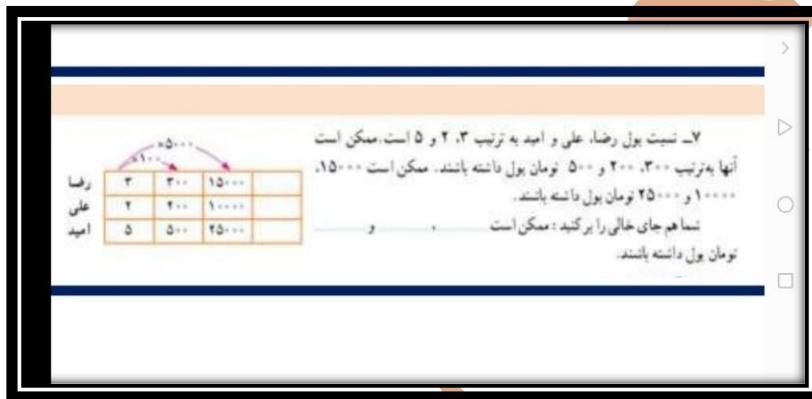 ۷ــ نسبت پول رضا، علی و امید به ترتیب ۳، ۲ و ۵ است. ممکن است
آنها به‌ترتیب ۳۰۰، ۲۰۰ و ۵۰۰ تومان پول داشته باشند. ممکن است ۱۵۰۰۰،
۱۰۰۰۰ و ۲۵۰۰۰ تومان پول داشته باشند.
شما هم جای خالی را پر کنید : ممکن است ، و
تومان پول داشته باشند.
×۵۰۰۰
×۱۰۰
رضا ۳ ۳۰۰ ۱۵۰۰۰
علی ۲ ۲۰۰ ۱۰۰۰۰
امید ۵ ۵۰۰ ۲۵۰۰۰